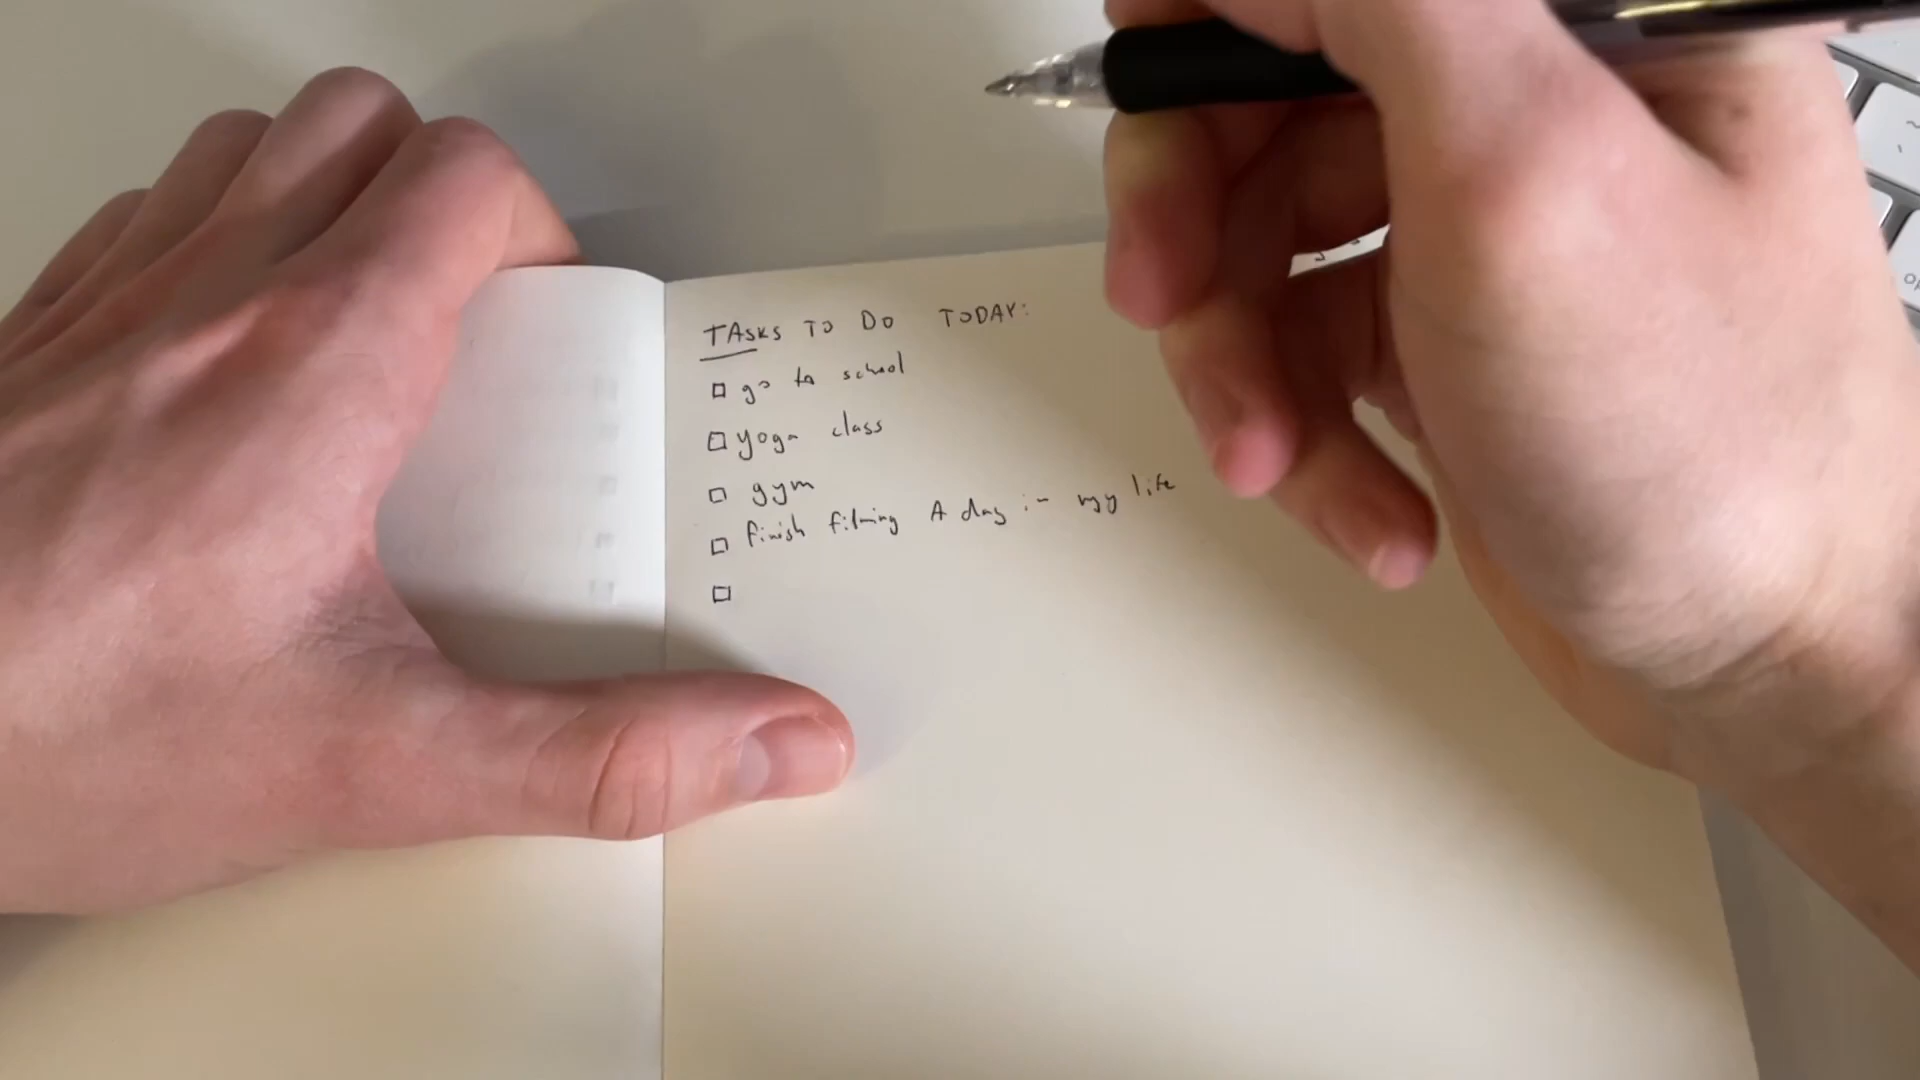 TASKS TO DO TODAY:
go to school
yoga class
gym
finish filming A day in my life